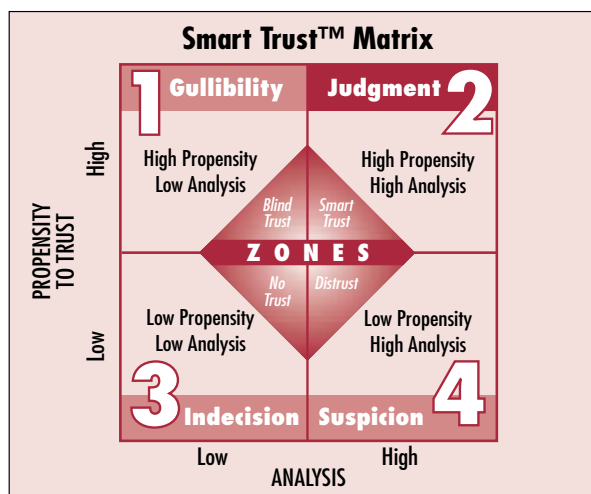 Smart Trust™ Matrix
1 Gullibility
Judgment 2
High Propensity
Low Analysis
High Propensity
High Analysis
Blind
Trust
Smart
Trust
ZONES
No
Trust
Distrust
Low Propensity
Low Analysis
Low Propensity
High Analysis
3 Indecision
Suspicion 4
PROPENSITY
TO TRUST
High
Low
Low
High
ANALYSIS